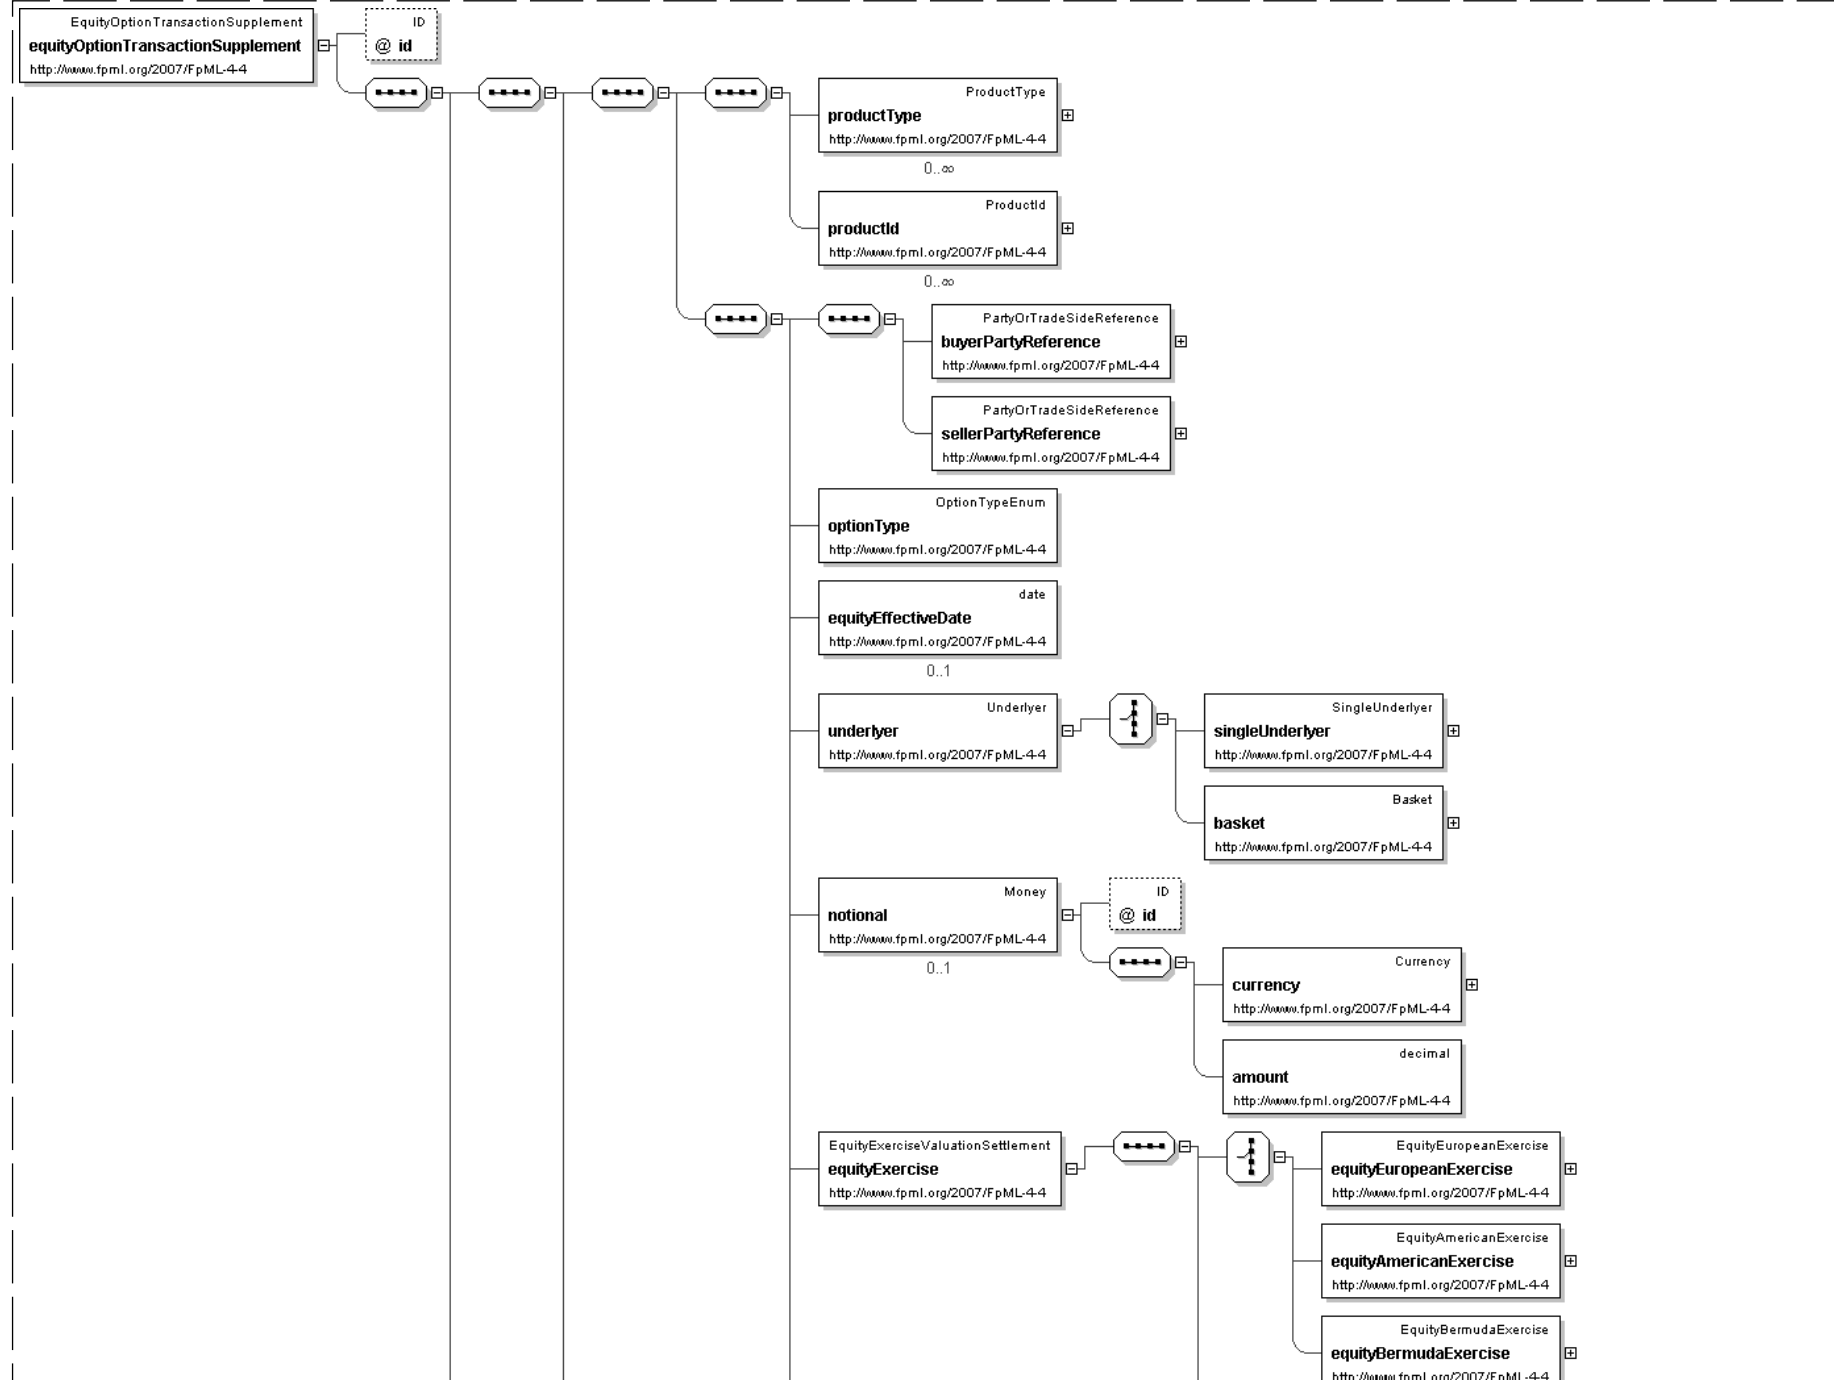 EquityOptionTransactionSupplement
equityOptionTransactionSupplement
http://www.fpml.org/2007/FpML-4-4
ID
@ id
ProductType
productType
http://www.fpml.org/2007/FpML-4-4
0..∞
ProductId
productId
http://www.fpml.org/2007/FpML-4-4
0..∞
PartyOrTradeSideReference
buyerPartyReference
http://www.fpml.org/2007/FpML-4-4
PartyOrTradeSideReference
sellerPartyReference
http://www.fpml.org/2007/FpML-4-4
OptionTypeEnum
optionType
http://www.fpml.org/2007/FpML-4-4
date
equityEffectiveDate
http://www.fpml.org/2007/FpML-4-4
0..1
Underlyer
underlyer
http://www.fpml.org/2007/FpML-4-4
SingleUnderlyer
singleUnderlyer
http://www.fpml.org/2007/FpML-4-4
Basket
basket
http://www.fpml.org/2007/FpML-4-4
Money
notional
http://www.fpml.org/2007/FpML-4-4
0..1
ID
@ id
Currency
currency
http://www.fpml.org/2007/FpML-4-4
decimal
amount
http://www.fpml.org/2007/FpML-4-4
EquityExerciseValuationSettlement
equityExercise
http://www.fpml.org/2007/FpML-4-4
EquityEuropeanExercise
equityEuropeanExercise
http://www.fpml.org/2007/FpML-4-4
EquityAmericanExercise
equityAmericanExercise
http://www.fpml.org/2007/FpML-4-4
EquityBermudaExercise
equityBermudaExercise
http://www.fpml.org/2007/FpML-4-4